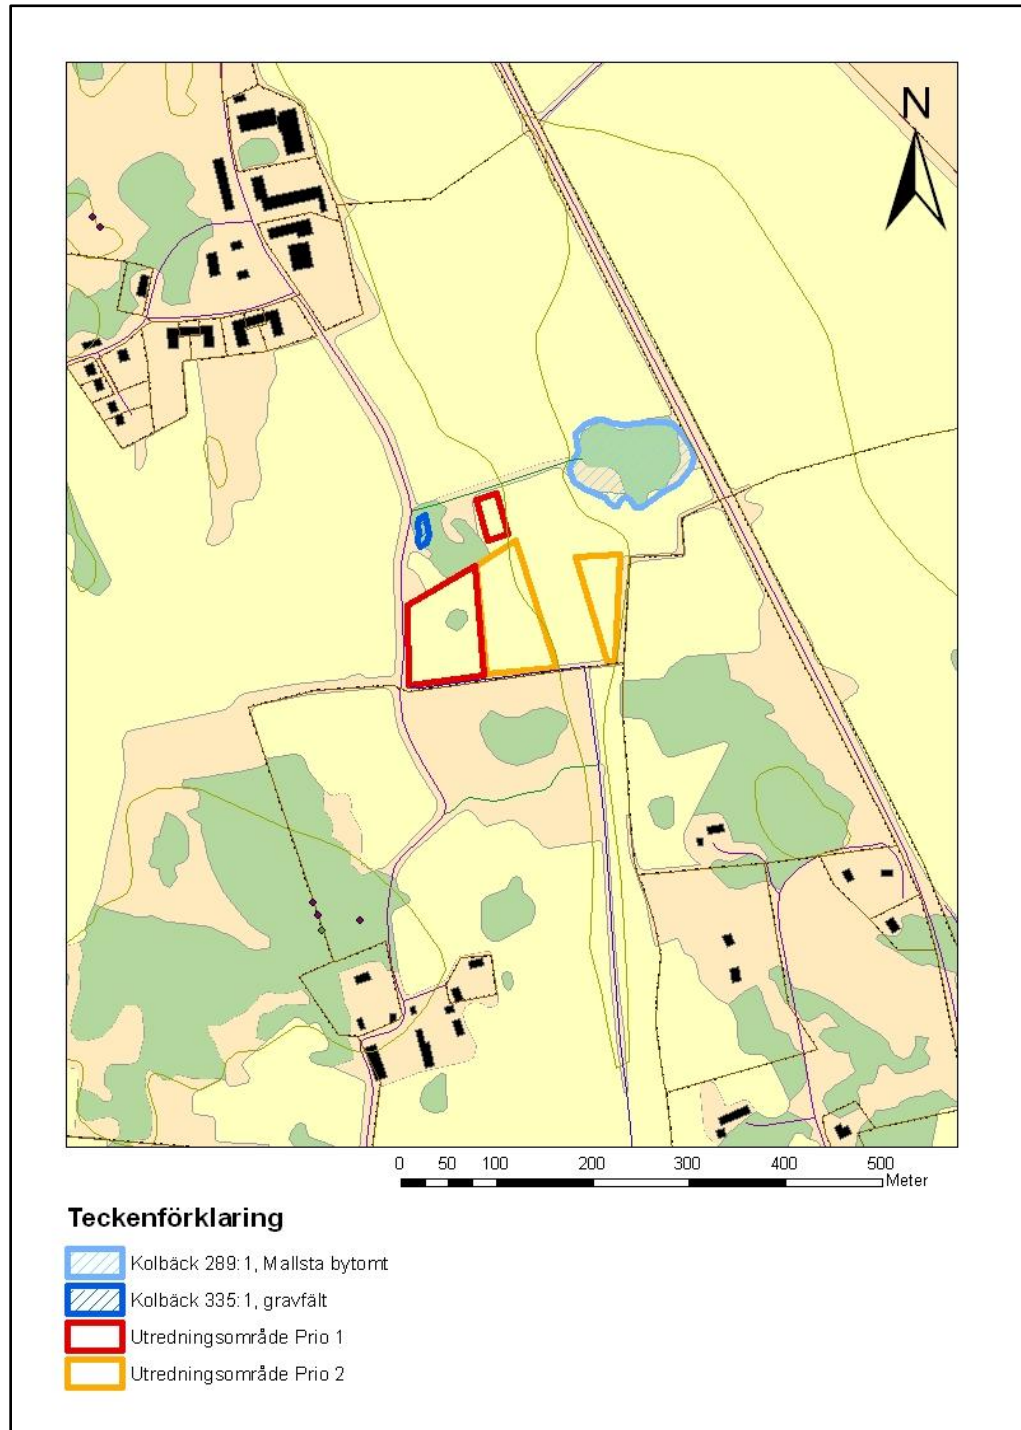 N
0 50 100 200 300 400 500
Meter
Teckenförklaring
Kolbäck 289:1, Mallsta bytomt
Kolbäck 335:1, gravfält
Utredningsområde Prio 1
Utredningsområde Prio 2